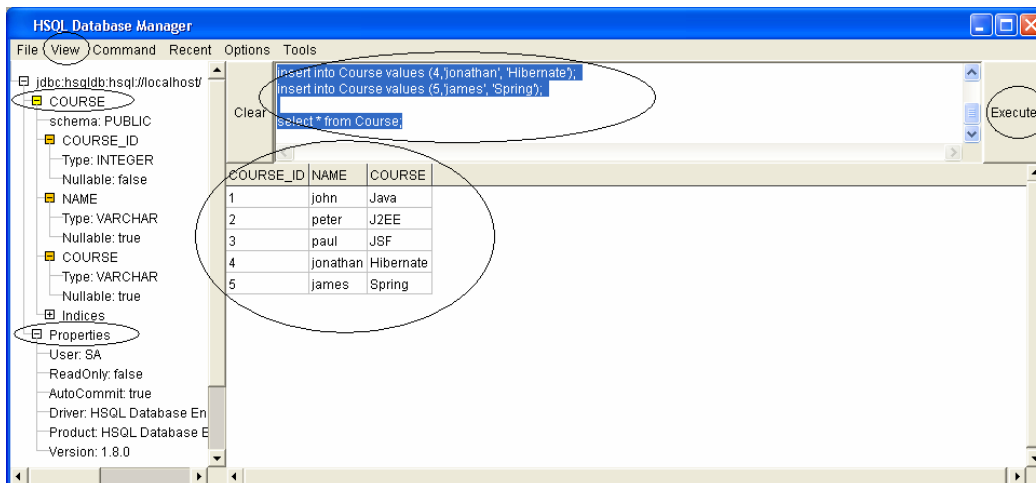 HSQL Database Manager
File View Command Recent Options Tools
jdbc:hsqldb:hsql://localhost/
COURSE
schema: PUBLIC
COURSE_ID
Type: INTEGER
Nullable: false
NAME
Type: VARCHAR
Nullable: true
COURSE
Type: VARCHAR
Nullable: true
Indices
Properties
User: SA
ReadOnly: false
AutoCommit: true
Driver: HSQL Database En
Product: HSQL Database E
Version: 1.8.0
Clear
insert into Course values (4,'jonathan', 'Hibernate');
insert into Course values (5,'james', 'Spring');
select * from Course;
Execute
COURSE_ID NAME COURSE
1 john Java
2 peter J2EE
3 paul JSF
4 jonathan Hibernate
5 james Spring